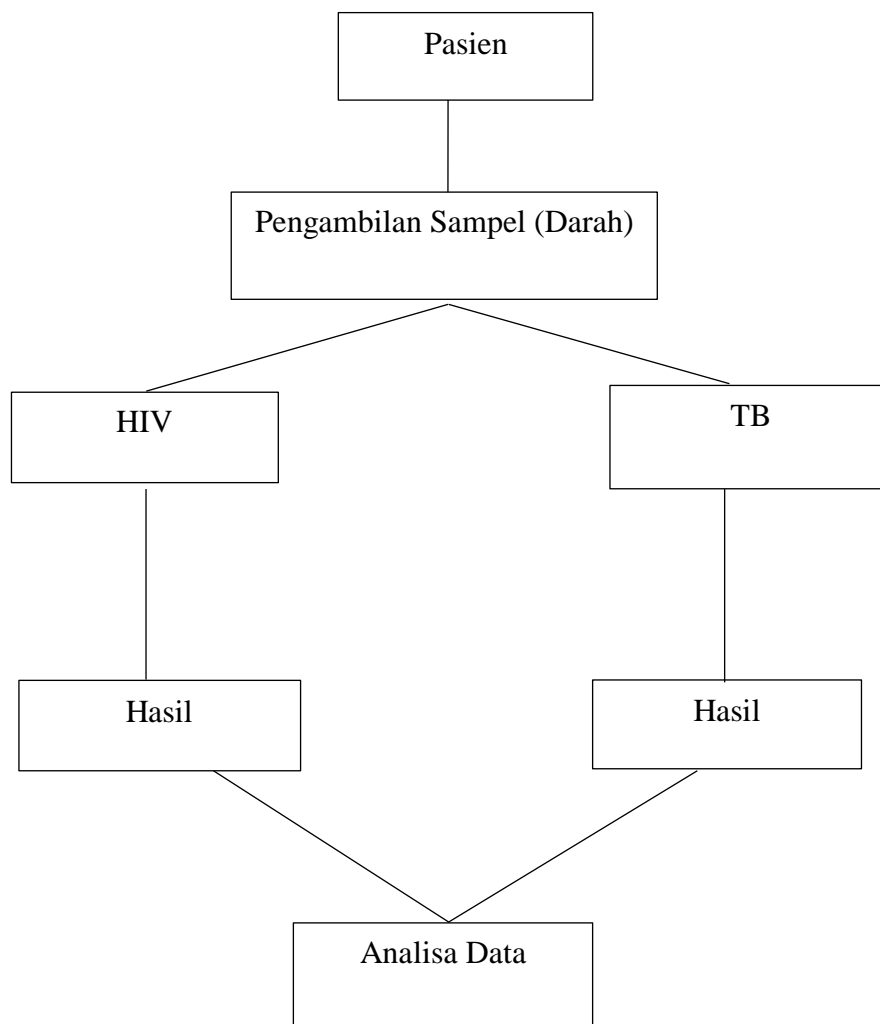 Pasien
Pengambilan Sampel (Darah)
HIV
TB
Hasil
Hasil
Analisa Data